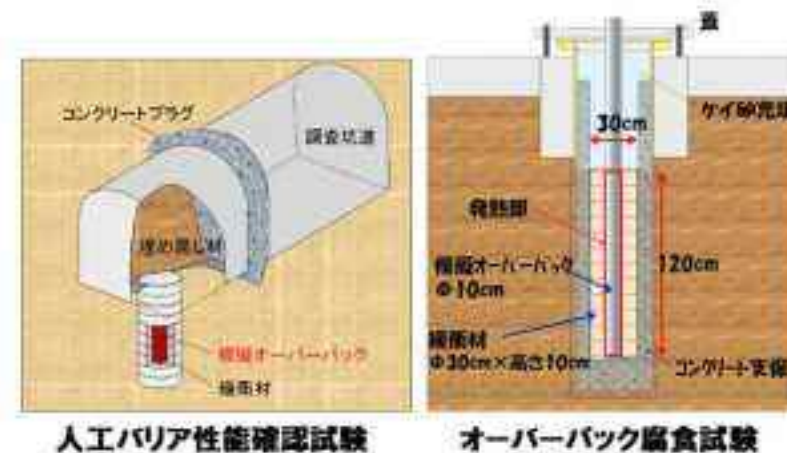 コンクリートプラグ
調査坑道
埋め戻し材
模擬オーバーパック
緩衝材
人工バリア性能確認試験
蓋
ケイ砂充填
30cm
発熱部
120cm
模擬オーバーパック
Φ10cm
緩衝材
Φ30cm×高さ10cm
コンクリート支保
オーバーパック腐食試験